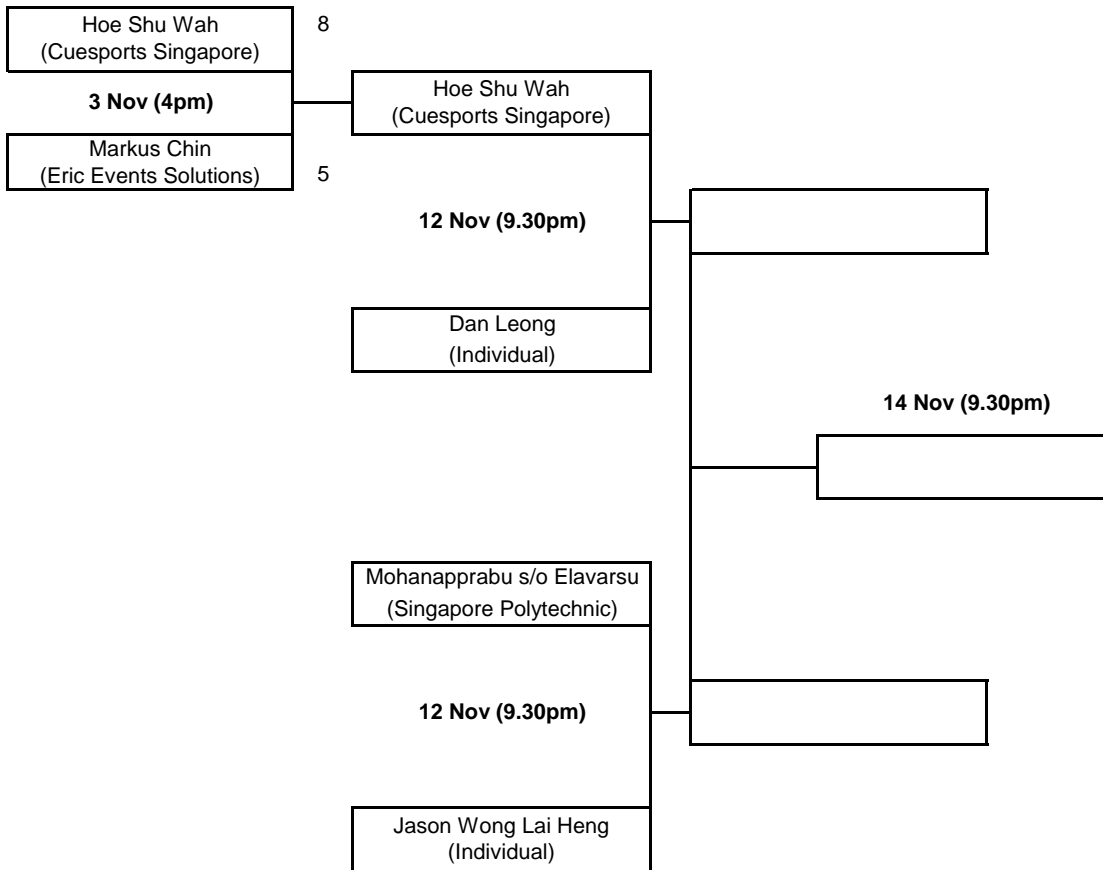 Hoe Shu Wah
(Cuesports Singapore)
8
3 Nov (4pm)
Markus Chin
(Eric Events Solutions)
5
Hoe Shu Wah
(Cuesports Singapore)
12 Nov (9.30pm)
Dan Leong
(Individual)
14 Nov (9.30pm)
Mohanapprabu s/o Elavarsu
(Singapore Polytechnic)
12 Nov (9.30pm)
Jason Wong Lai Heng
(Individual)